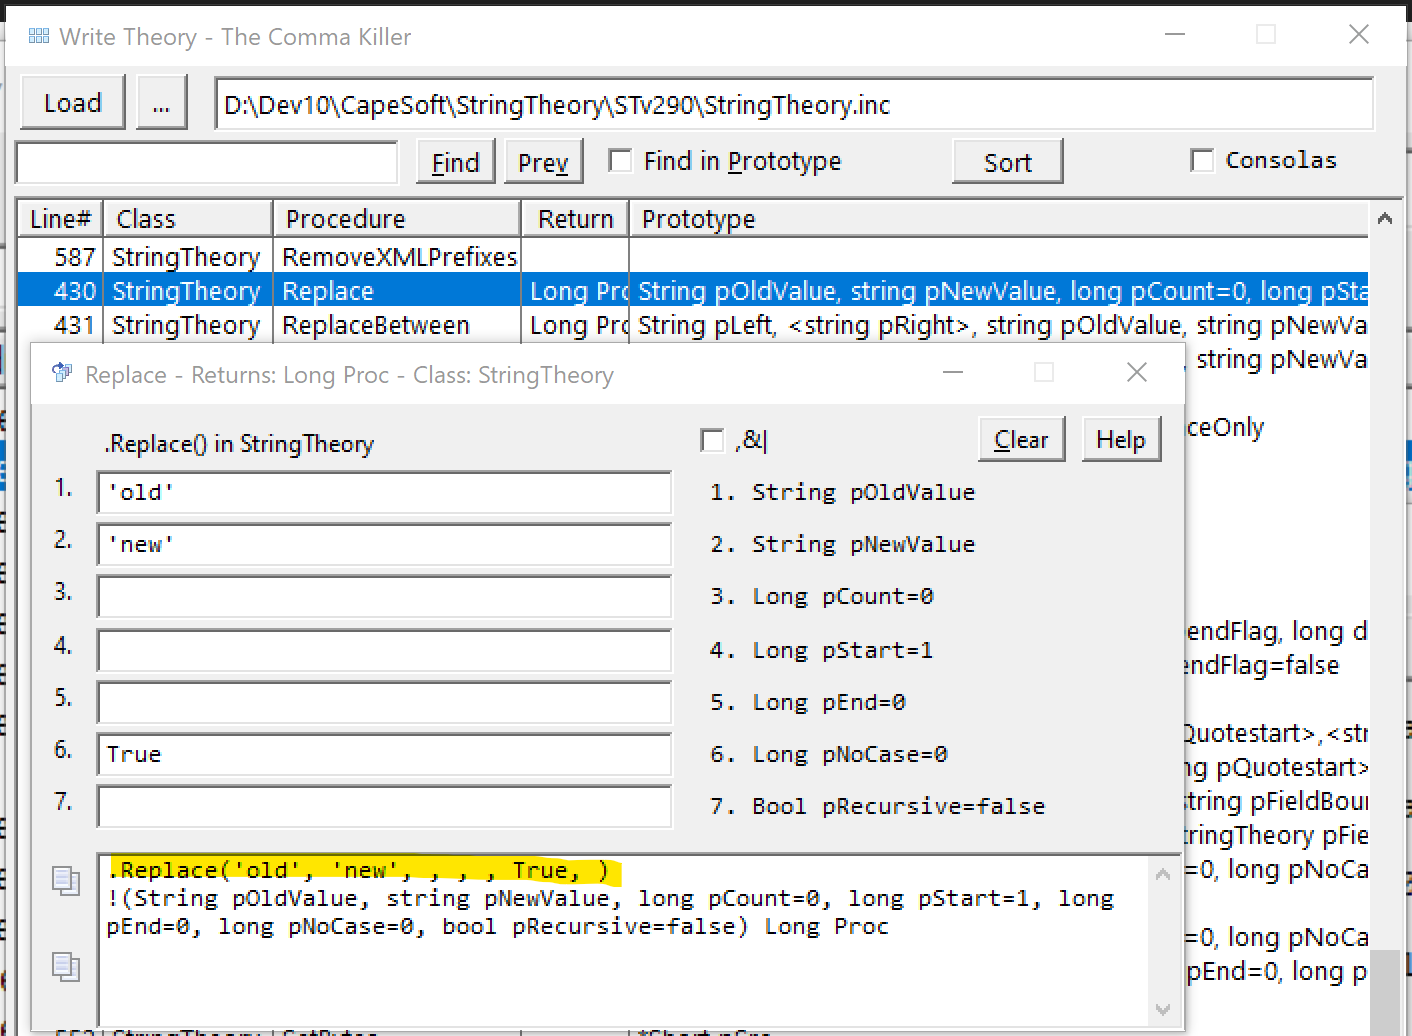 Write Theory - The Comma Killer
Load ... D:\Dev10\CapeSoft\StringTheory\STv290\StringTheory.inc
Find Prev Find in Prototype Sort Consolas
Line# Class Procedure Return Prototype
587 StringTheory RemoveXMLPrefixes
430 StringTheory Replace Long Prc String pOldValue, string pNewValue, long pCount=0, long pSta
431 StringTheory ReplaceBetween Long Prc String pLeft, <string pRight>, string pOldValue, string pNewVa
, string pNewVa
Replace - Returns: Long Proc - Class: StringTheory
ceOnly
.Replace() in StringTheory ,&| Clear Help
1. 'old' 1. String pOldValue
2. 'new' 2. String pNewValue
3. 3. Long pCount=0
4. 4. Long pStart=1
endFlag, long d
endFlag=false
5. 5. Long pEnd=0
6. True 6. Long pNoCase=0
7. 7. Bool pRecursive=false
Quotestart>,<str
ng pQuotestart>
string pFieldBour
tringTheory pFie
=0, long pNoCa
.Replace('old', 'new', , , , True, )
!(String pOldValue, string pNewValue, long pCount=0, long pStart=1, long
pEnd=0, long pNoCase=0, bool pRecursive=false) Long Proc
=0, long pNoCa
pEnd=0, long p